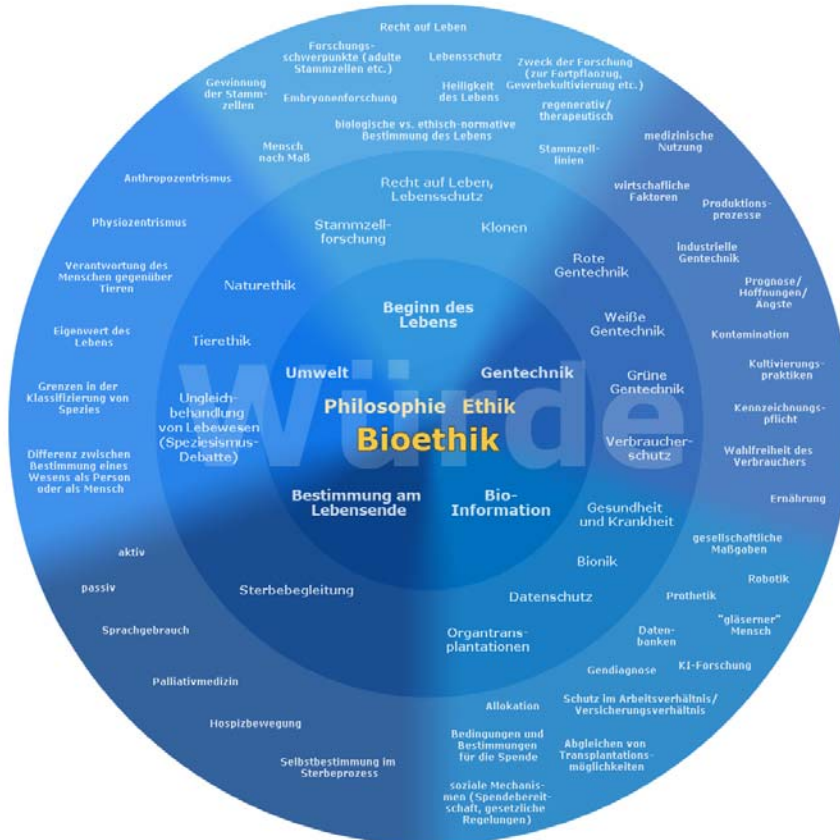 Recht auf Leben
Forschungs-
schwerpunkte (adulte
Stammzellen etc.)
Lebensschutz
Zweck der Forschung
(zur Fortpflanzug,
Gewebekultivierung etc.)
Gewinnung
der Stamm-
zellen
Embryonenforschung
Heiligkeit
des Lebens
regenerativ/
therapeutisch
biologische vs. ethisch-normative
Bestimmung des Lebens
Mensch
nach Maß
Stammzell-
linien
Recht auf Leben,
Lebensschutz
Stammzell-
forschung
Klonen
Beginn des
Lebens
medizinische
Nutzung
wirtschafliche
Faktoren
Produktions-
prozesse
industrielle
Gentechnik
Prognose/
Hoffnungen/
Ängste
Kontamination
Kultivierungs-
praktiken
Kennzeichnungs-
pflicht
Wahlfreiheit des
Verbrauchers
Ernährung
Rote
Gentechnik
Weiße
Gentechnik
Grüne
Gentechnik
Verbraucher-
schutz
Gentechnik
Anthropozentrismus
Physiozentrismus
Verantwortung des
Menschen gegenüber
Tieren
Eigenwert des
Lebens
Grenzen in der
Klassifizierung von
Spezies
Differenz zwischen
Bestimmung eines
Wesens als Person
oder als Mensch
Naturethik
Tierethik
Ungleich-
behandlung
von Lebewesen
(Speziesismus-
Debatte)
Umwelt
Würde
Philosophie Ethik
Bioethik
Bestimmung am
Lebensende
Bio-
Information
Sterbebegleitung
aktiv
passiv
Sprachgebrauch
Palliativmedizin
Hospizbewegung
Selbstbestimmung im
Sterbeprozess
Gesundheit
und Krankheit
Bionik
Datenschutz
Organtrans-
plantationen
gesellschaftliche
Maßgaben
Robotik
Prothetik
"gläserner"
Mensch
Daten-
banken
KI-Forschung
Gendiagnose
Schutz im Arbeitsverhältnis/
Versicherungsverhältnis
Allokation
Bedingungen und
Bestimmungen
für die Spende
Abgleichen von
Transplantations-
möglichkeiten
soziale Mechanis-
men (Spendebereit-
schaft, gesetzliche
Regelungen)